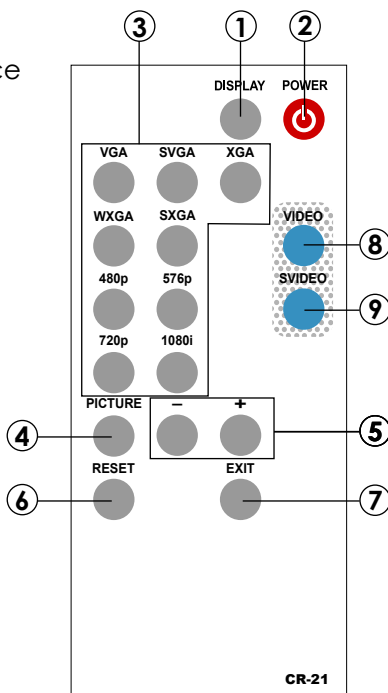 ③ ① ②
ce
DISPLAY POWER
VGA SVGA XGA
WXGA SXGA VIDEO
⑧
480p 576p SVIDEO
⑨
720p 1080i
PICTURE – +
④ ⑤
RESET EXIT
⑥ ⑦
CR-21